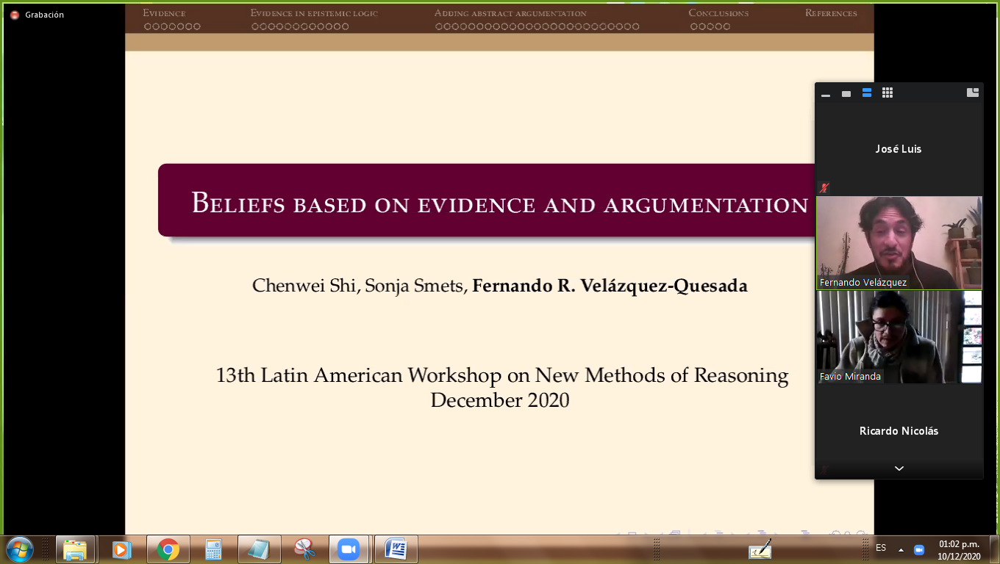 Grabación
Evidence
Evidence in epistemic logic
Adding abstract argumentation
Conclusions
References
Beliefs based on evidence and argumentation
Chenwei Shi, Sonja Smets, Fernando R. Velázquez-Quesada
13th Latin American Workshop on New Methods of Reasoning
December 2020
José Luis
Fernando Velázquez
Favio Miranda
Ricardo Nicolás
ES
01:02 p.m.
10/12/2020